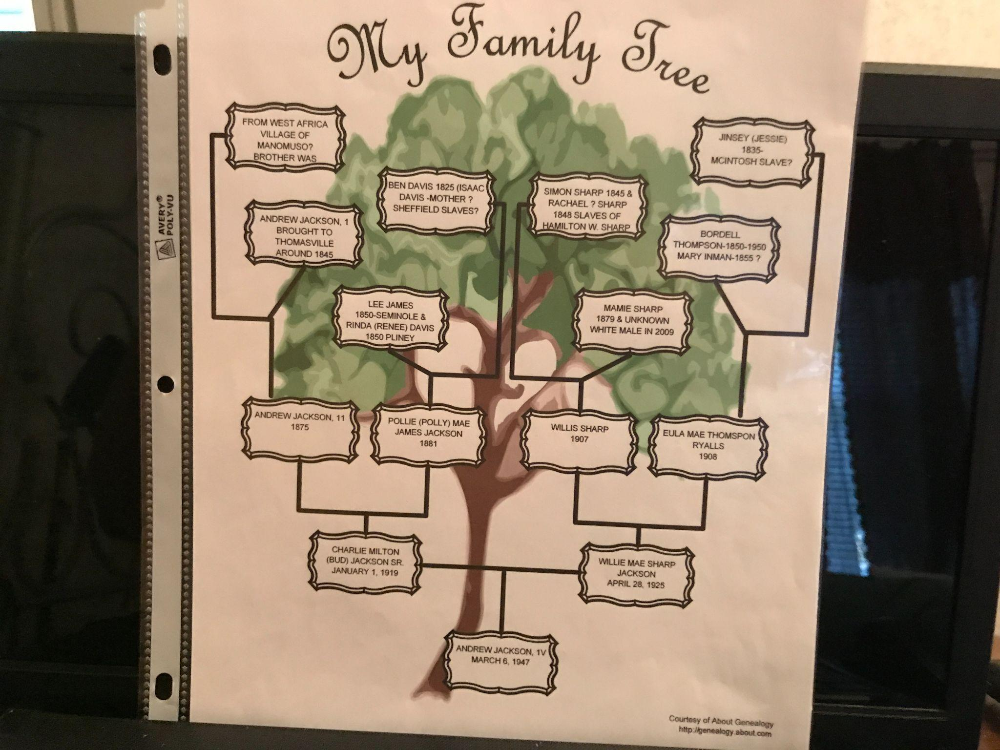 My Family Tree
FROM WEST AFRICA
VILLAGE OF
MANOMUSO?
BROTHER WAS
JINSEY (JESSIE)
1835-
MCINTOSH SLAVE?
BEN DAVIS 1825 (ISAAC
DAVIS -MOTHER ?
SHEFFIELD SLAVES?
SIMON SHARP 1845 &
RACHAEL ? SHARP
1848 SLAVES OF
HAMILTON W. SHARP
ANDREW JACKSON, 1
BROUGHT TO
THOMASVILLE
AROUND 1845
BORDELL
THOMPSON-1850-1950
MARY INMAN-1855 ?
LEE JAMES
1850-SEMINOLE &
RINDA (RENEE) DAVIS
1850 PLINEY
MAMIE SHARP
1879 & UNKNOWN
WHITE MALE IN 2009
ANDREW JACKSON, 11
1875
POLLIE (POLLY) MAE
JAMES JACKSON
1881
WILLIS SHARP
1907
EULA MAE THOMSPON
RYALLS
1908
CHARLIE MILTON
(BUD) JACKSON SR.
JANUARY 1, 1919
WILLIE MAE SHARP
JACKSON
APRIL 28, 1925
ANDREW JACKSON, 1V
MARCH 6, 1947
Courtesy of About Genealogy
http://genealogy.about.com
AVERY®
POLY-VU